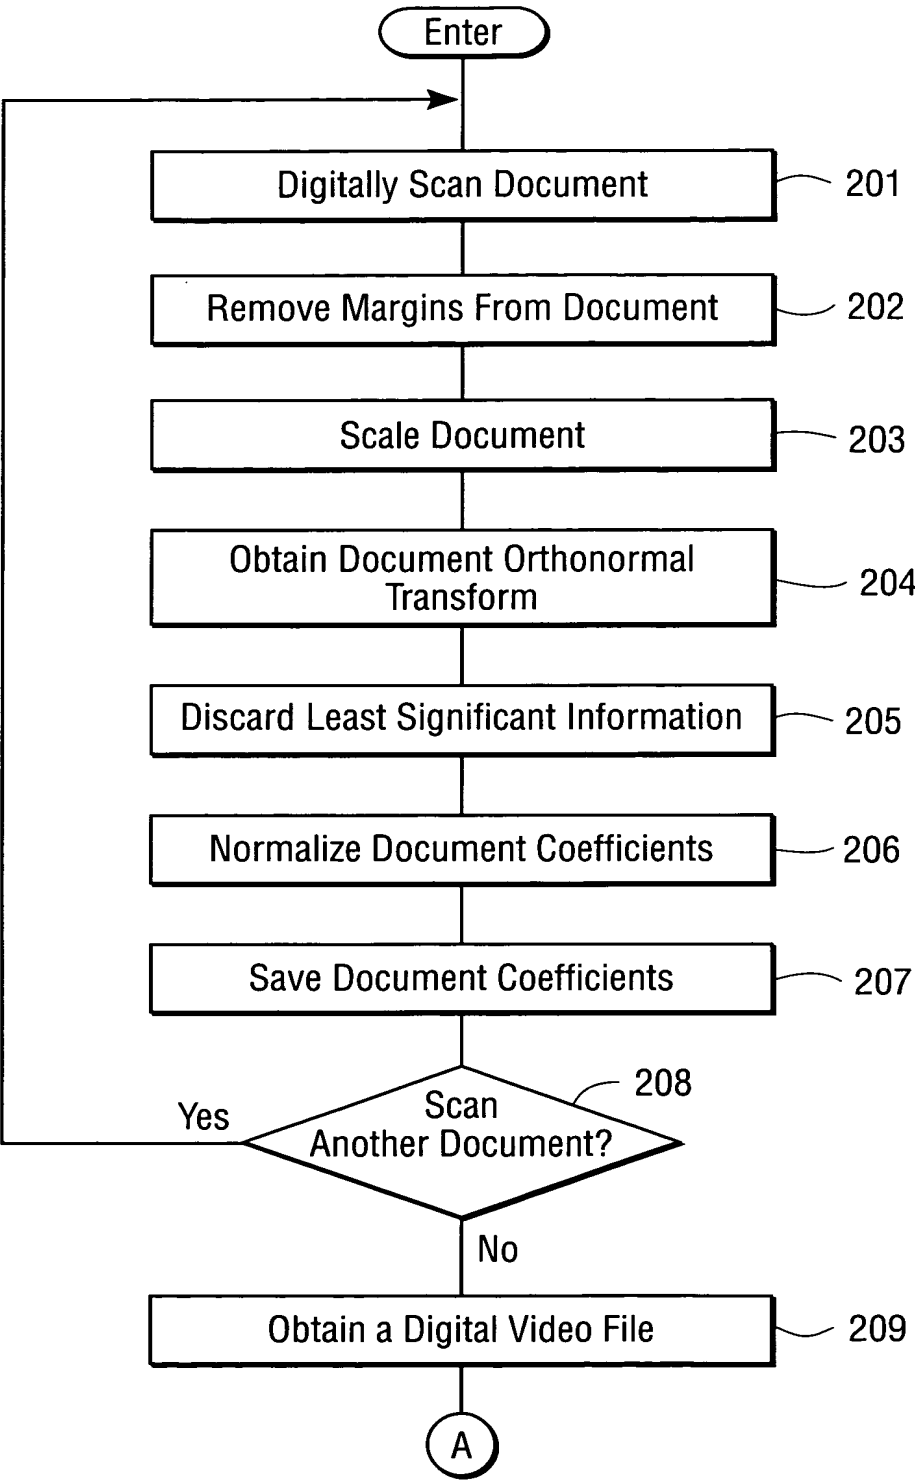 Enter
Digitally Scan Document
201
Remove Margins From Document
202
Scale Document
203
Obtain Document Orthonormal
Transform
204
Discard Least Significant Information
205
Normalize Document Coefficients
206
Save Document Coefficients
207
208
Scan
Another Document?
Yes
No
Obtain a Digital Video File
209
A